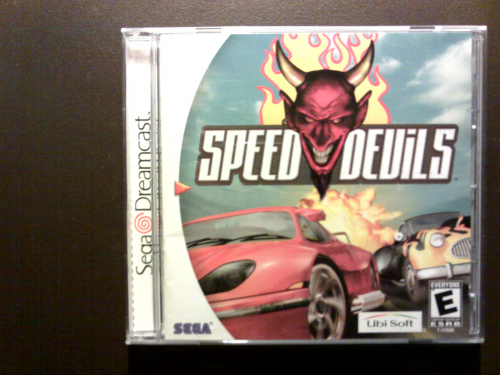 Sega Dreamcast.
SPEED DEViLS
SEGA
Ubi Soft
EVERYONE
E
ESRB